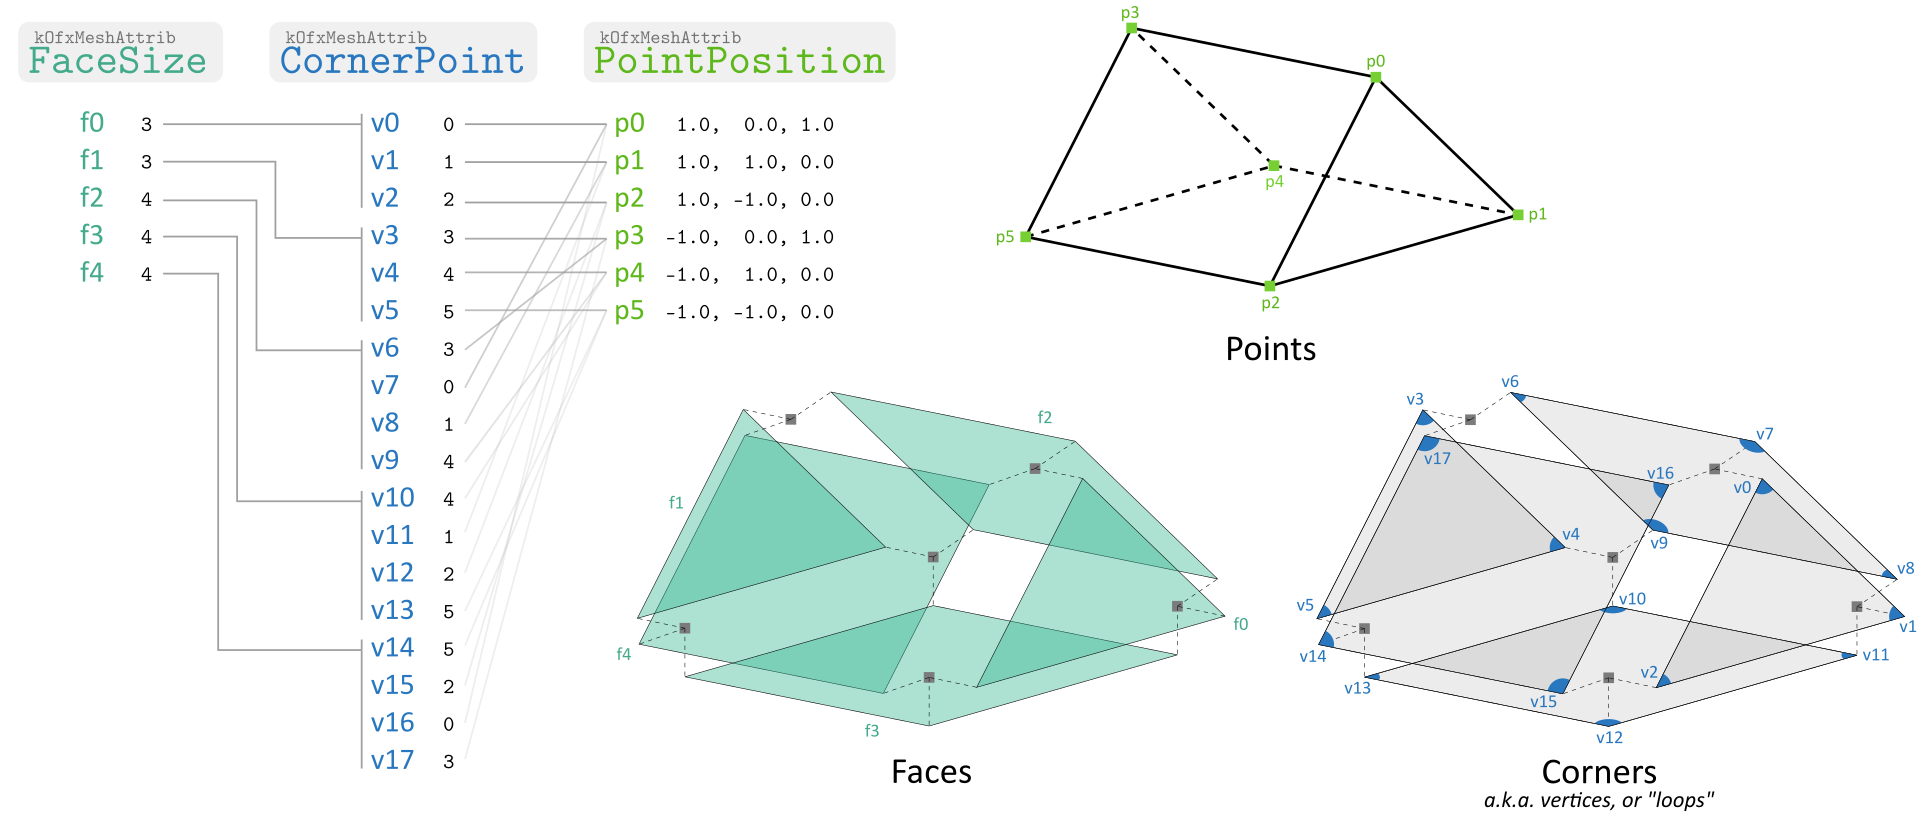 kOfxMeshAttrib
FaceSize
kOfxMeshAttrib
CornerPoint
kOfxMeshAttrib
PointPosition
f0 3
f1 3
f2 4
f3 4
f4 4
v0 0
v1 1
v2 2
v3 3
v4 4
v5 5
v6 3
v7 0
v8 1
v9 4
v10 4
v11 1
v12 2
v13 5
v14 5
v15 2
v16 0
v17 3
p0 1.0, 0.0, 1.0
p1 1.0, 1.0, 0.0
p2 1.0, -1.0, 0.0
p3 -1.0, 0.0, 1.0
p4 -1.0, 1.0, 0.0
p5 -1.0, -1.0, 0.0
p3
p0
p4
p1
p5
p2
Points
f2
f1
f0
f4
f3
Faces
v6
v3
v7
v17
v16
v0
v4
v9
v8
v5
v10
v1
v14
v11
v2
v13
v15
v12
Corners
a.k.a. vertices, or "loops"